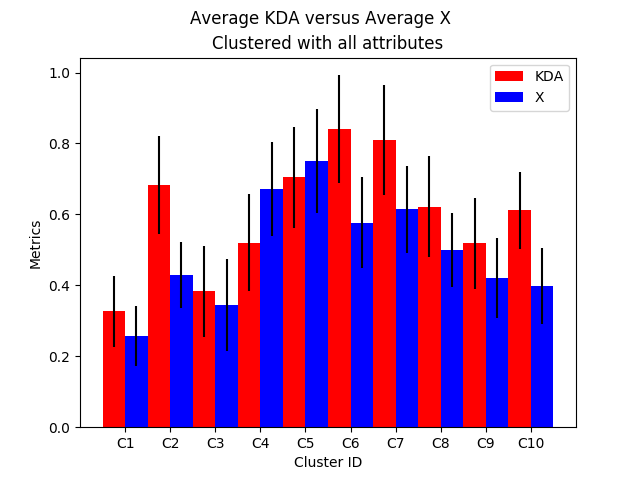 Average KDA versus Average X
Clustered with all attributes
KDA
X
1.0
0.8
0.6
0.4
0.2
0.0
Metrics
C1 C2 C3 C4 C5 C6 C7 C8 C9 C10
Cluster ID